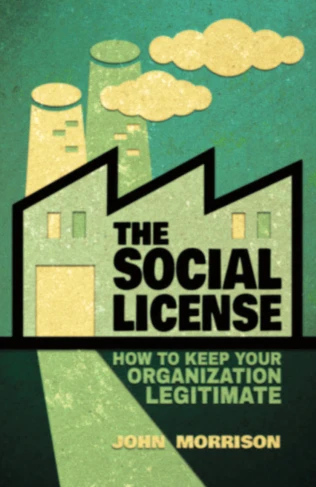 THE
SOCIAL
LICENSE
HOW TO KEEP YOUR
ORGANIZATION
LEGITIMATE
JOHN MORRISON